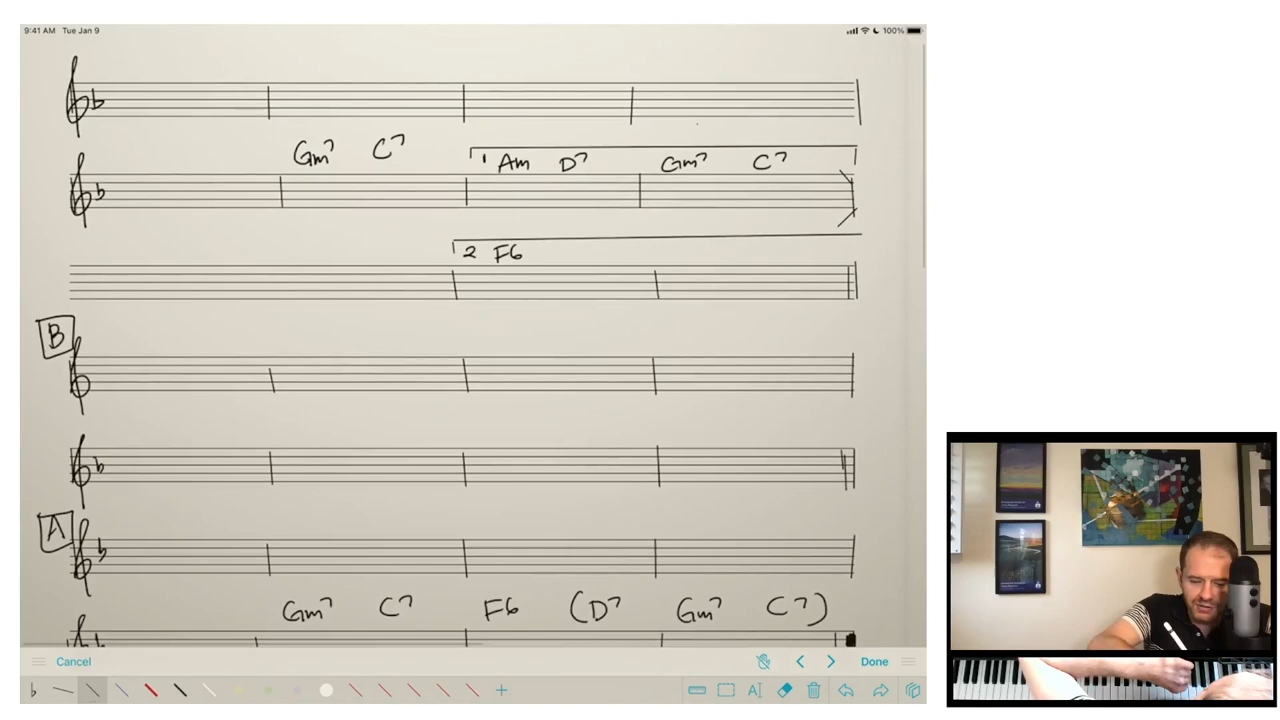 9:41 AM Tue Jan 9
100%
Gm7 C7 1 Am D7 Gm7 C7
2 F6
B
A
Gm7 C7 F6 (D7 Gm7 C7)
Cancel
Done